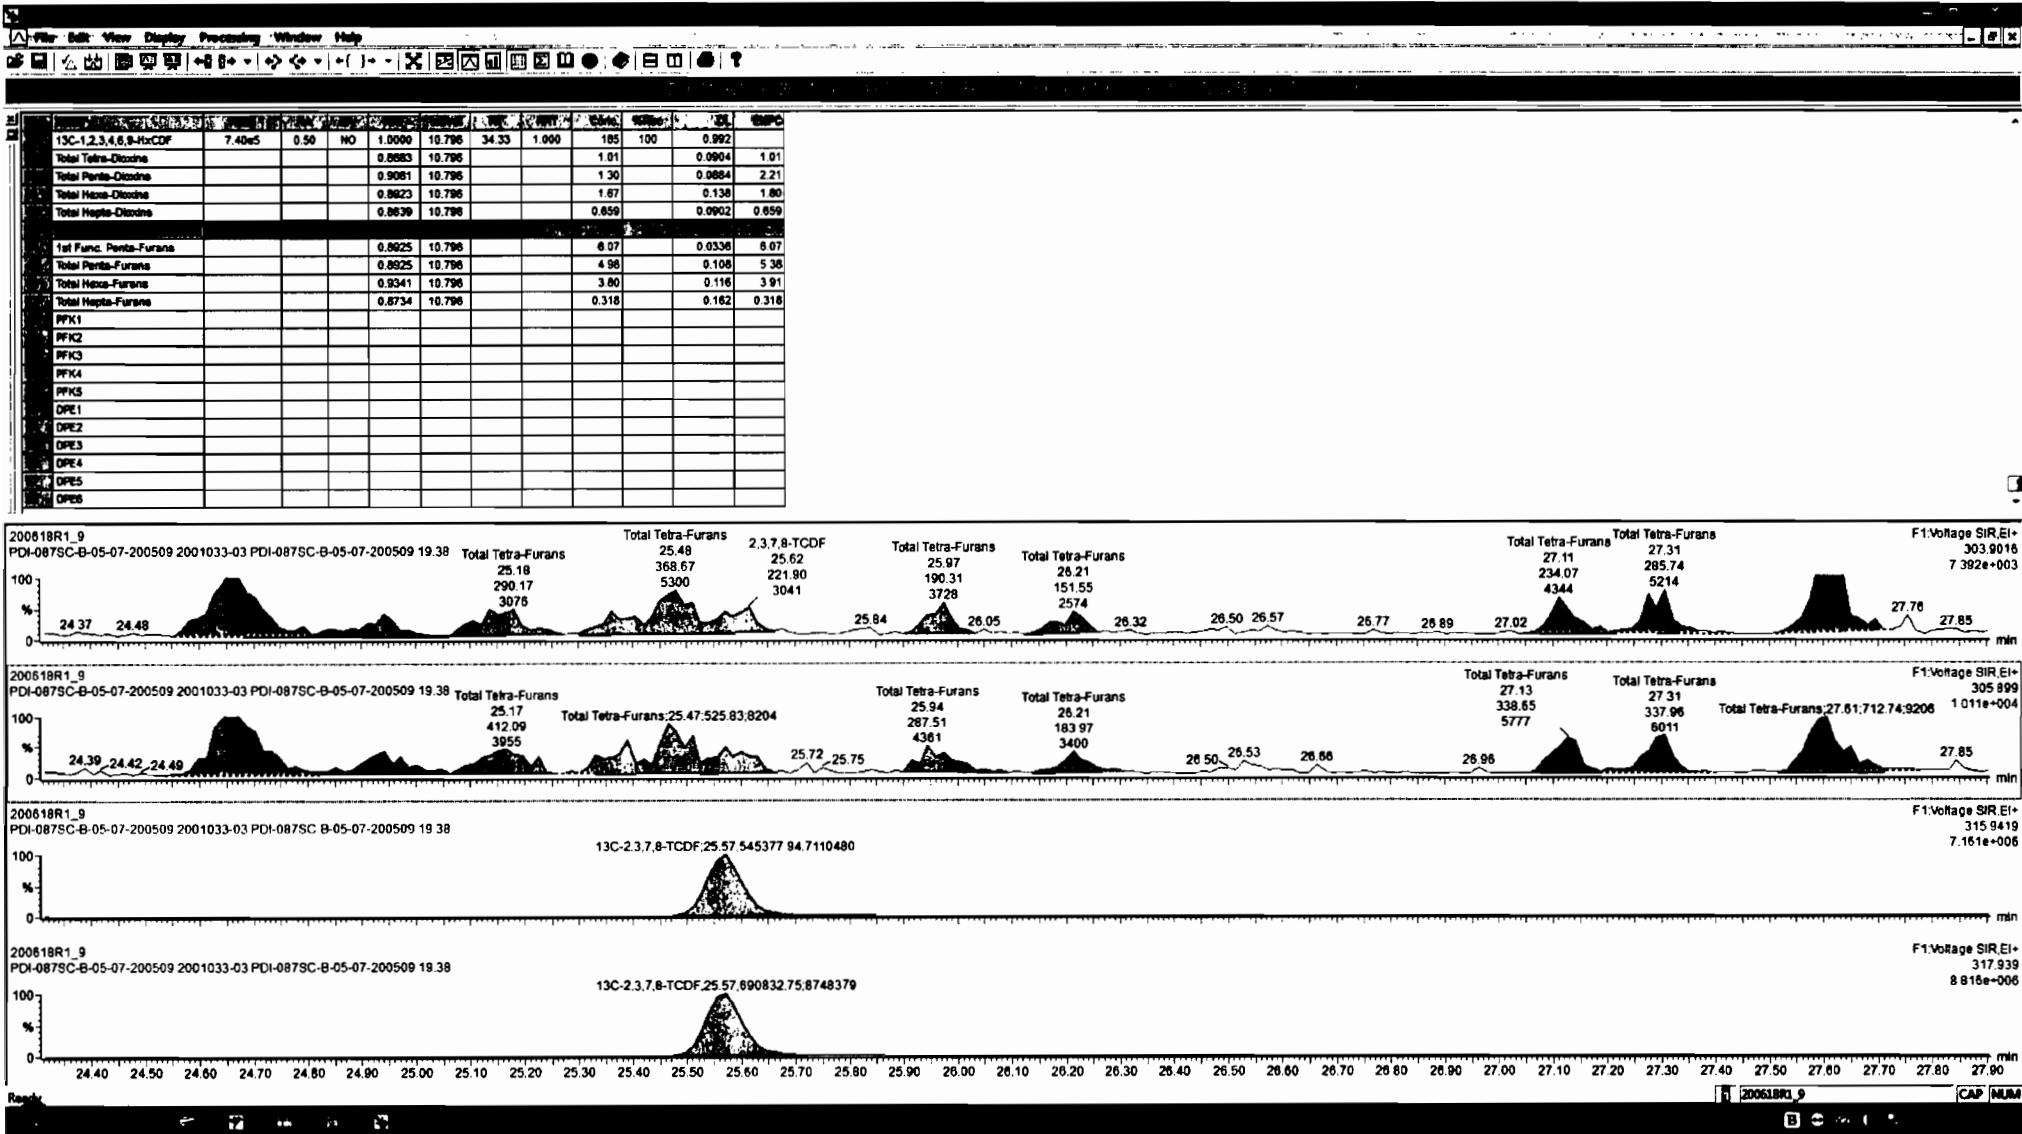 File Edit View Display Processing Window Help
Conc. %Rec DL EMPC
13C-1,2,3,4,6,9-HxCDF 7.40e5 0.50 NO 1.0000 10.796 34.33 1.000 185 100 0.992
Total Tetra-Dioxins 0.8683 10.796 1.01 0.0904 1.01
Total Penta-Dioxins 0.9081 10.796 1.30 0.0884 2.21
Total Hexa-Dioxins 0.8923 10.796 1.67 0.138 1.80
Total Hepta-Dioxins 0.8639 10.796 0.659 0.0902 0.659
1st Func. Penta-Furans 0.8925 10.796 6.07 0.0336 6.07
Total Penta-Furans 0.8925 10.796 4.98 0.108 5.38
Total Hexa-Furans 0.9341 10.796 3.80 0.116 3.91
Total Hepta-Furans 0.8734 10.796 0.318 0.162 0.318
PFK1
PFK2
PFK3
PFK4
PFK5
DPE1
DPE2
DPE3
DPE4
DPE5
DPE6
200618R1_9
PDI-087SC-B-05-07-200509 2001033-03 PDI-087SC-B-05-07-200509 19.38
F1:Voltage SIR,EI+
303.9016
7.392e+003
Total Tetra-Furans
25.18
290.17
3076
Total Tetra-Furans
25.48
368.67
5300
2,3,7,8-TCDF
25.62
221.90
3041
Total Tetra-Furans
25.97
190.31
3728
Total Tetra-Furans
26.21
151.55
2574
Total Tetra-Furans
27.11
234.07
4344
Total Tetra-Furans
27.31
285.74
5214
100
%
0
24.37 24.48 25.84 26.05 26.32 26.50 26.57 26.77 26.89 27.02 27.76 27.85
min
200618R1_9
PDI-087SC-B-05-07-200509 2001033-03 PDI-087SC-B-05-07-200509 19.38
F1:Voltage SIR,EI+
305.899
1.011e+004
Total Tetra-Furans
25.17
412.09
3955
Total Tetra-Furans;25.47;525.83;8204
Total Tetra-Furans
25.94
287.51
4361
Total Tetra-Furans
26.21
183.97
3400
Total Tetra-Furans
27.13
338.65
5777
Total Tetra-Furans
27.31
337.96
6011
Total Tetra-Furans;27.61;712.74;9206
100
%
0
24.39 24.42 24.49 25.72 25.75 26.50 26.53 26.66 26.96 27.85
min
200618R1_9
PDI-087SC-B-05-07-200509 2001033-03 PDI-087SC B-05-07-200509 19.38
F1:Voltage SIR,EI+
315.9419
7.161e+006
13C-2,3,7,8-TCDF;25.57;545377.94;7110480
100
%
0
min
200618R1_9
PDI-087SC-B-05-07-200509 2001033-03 PDI-087SC-B-05-07-200509 19.38
F1:Voltage SIR,EI+
317.939
8.816e+006
13C-2,3,7,8-TCDF;25.57;690832.75;8748379
100
%
0
min
24.40 24.50 24.60 24.70 24.80 24.90 25.00 25.10 25.20 25.30 25.40 25.50 25.60 25.70 25.80 25.90 26.00 26.10 26.20 26.30 26.40 26.50 26.60 26.70 26.80 26.90 27.00 27.10 27.20 27.30 27.40 27.50 27.60 27.70 27.80 27.90
Ready 200618R1_9 CAP NUM